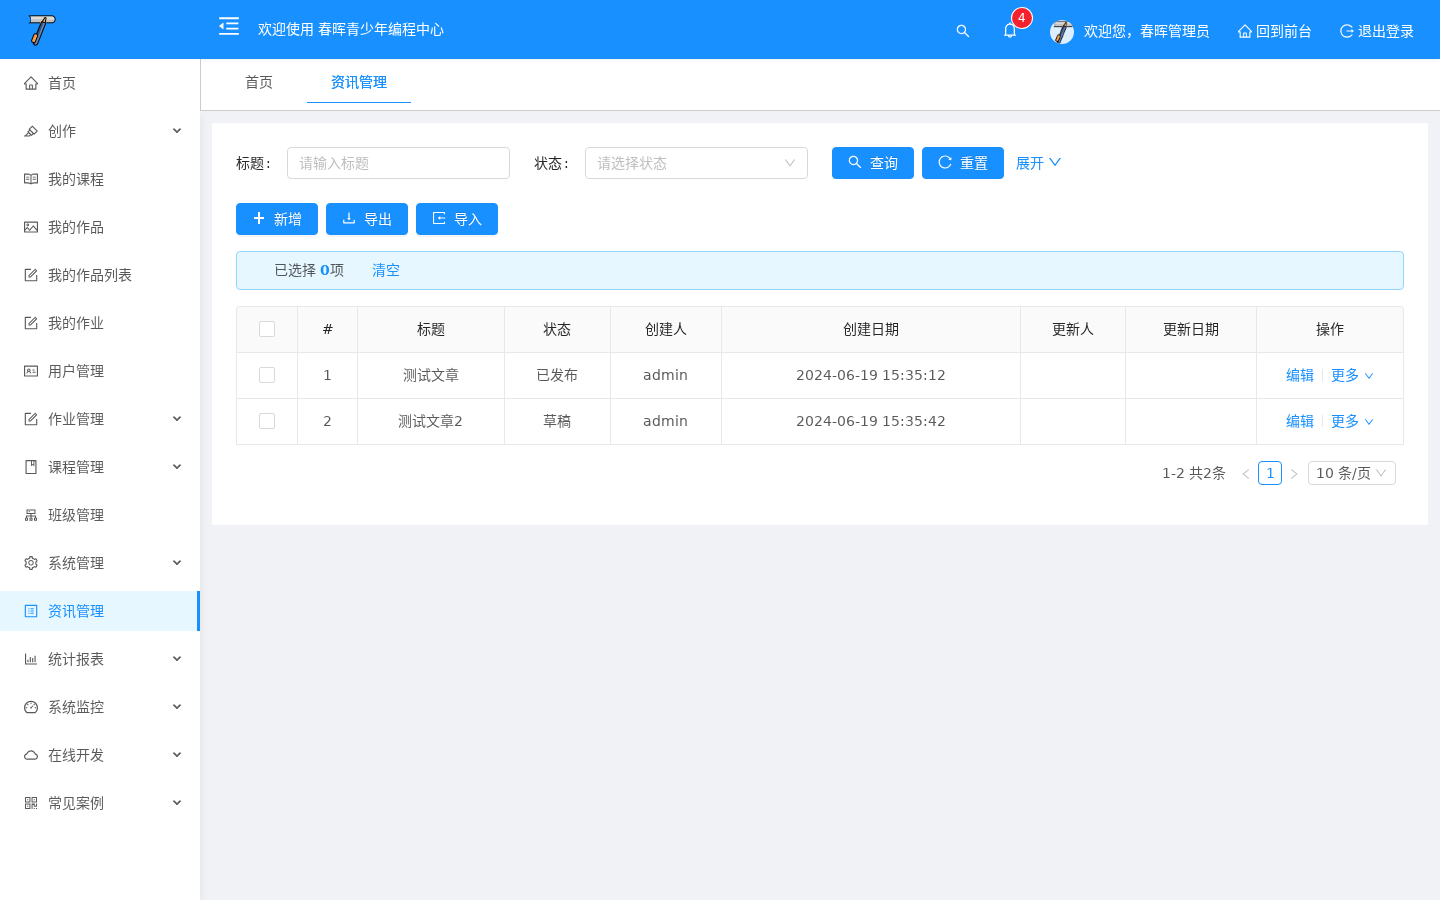 欢迎使用 春晖青少年编程中心
4
欢迎您，春晖管理员
回到前台
退出登录
首页
创作
我的课程
我的作品
我的作品列表
我的作业
用户管理
作业管理
课程管理
班级管理
系统管理
资讯管理
统计报表
系统监控
在线开发
常见案例
首页 资讯管理
标题： 请输入标题 状态： 请选择状态 查询 重置 展开
新增 导出 导入
已选择 0项 清空
# 标题 状态 创建人 创建日期 更新人 更新日期 操作
1 测试文章 已发布 admin 2024-06-19 15:35:12 编辑 更多
2 测试文章2 草稿 admin 2024-06-19 15:35:42 编辑 更多
1-2 共2条 1 10 条/页